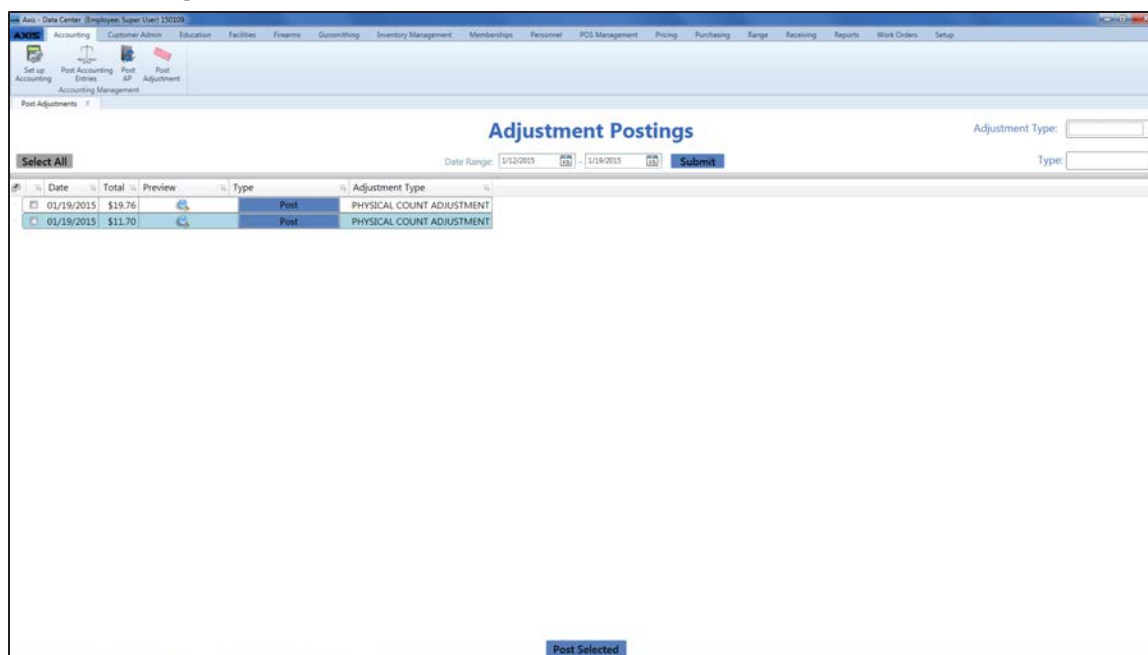 Axis - Data Center (Employee: Super User) 150109
AXIS Accounting Customer Admin Education Facilities Firearms Gunsmithing Inventory Management Memberships Personnel POS Management Pricing Purchasing Range Receiving Reports Work Orders Setup
Set up Accounting Post Accounting Entries Post AP Post Adjustment
Accounting Management
Post Adjustments X
Adjustment Postings Adjustment Type:
Select All Date Range: 1/12/2015 15 - 1/19/2015 15 Submit Type:
Date Total Preview Type Adjustment Type
01/19/2015 $19.76 Post PHYSICAL COUNT ADJUSTMENT
01/19/2015 $11.70 Post PHYSICAL COUNT ADJUSTMENT
Post Selected